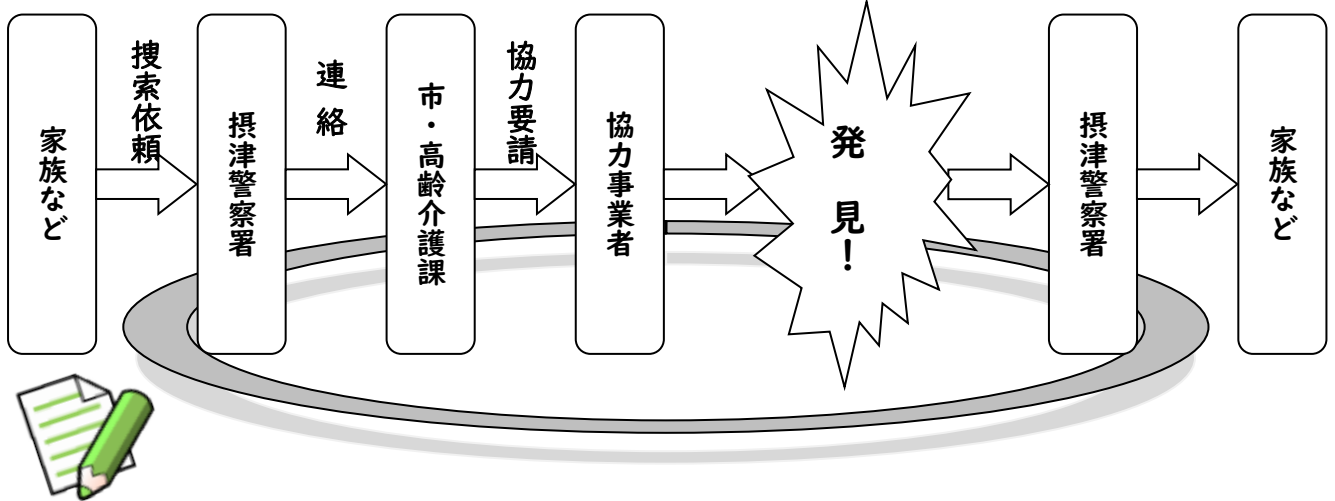 家族など
捜索依頼
摂津警察署
連絡
市・高齢介護課
協力要請
協力事業者
発見！
摂津警察署
家族など